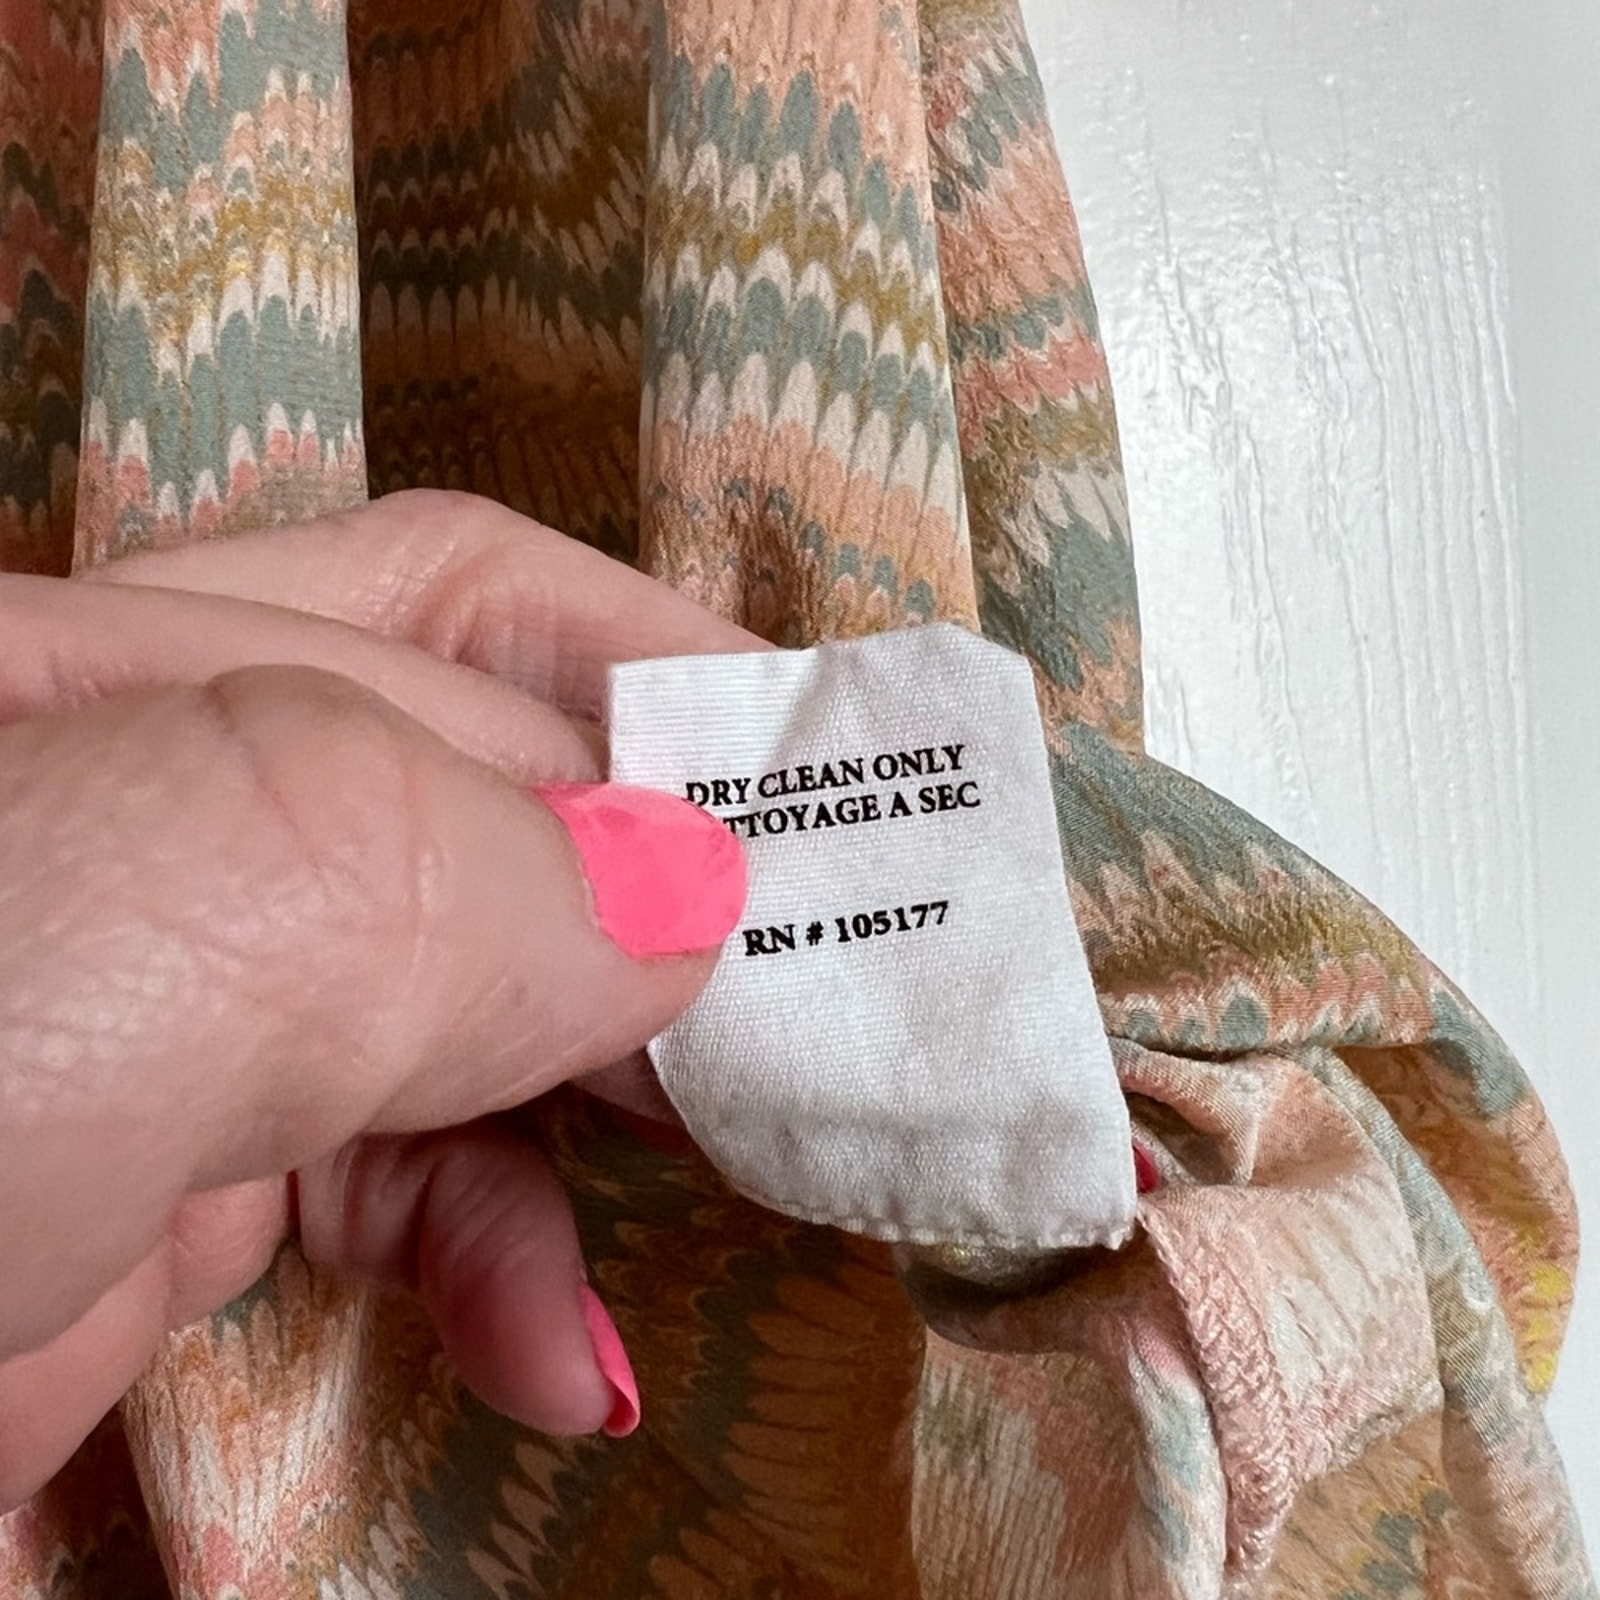 DRY CLEAN ONLY
TTOYAGE A SEC
RN # 105177